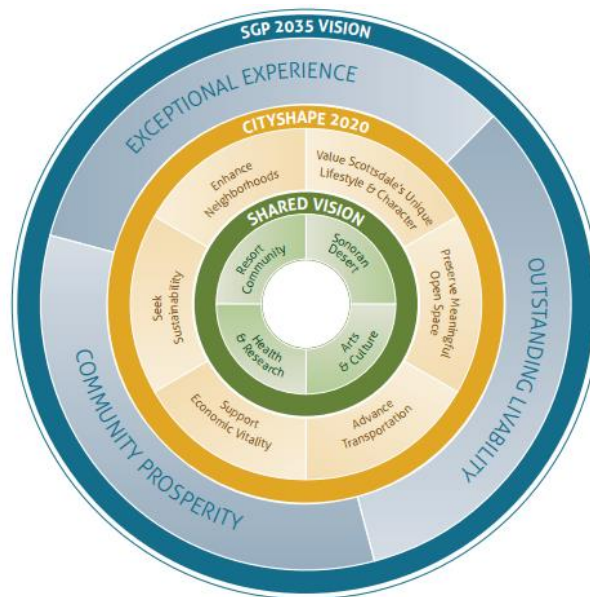 SGP 2035 VISION
EXCEPTIONAL EXPERIENCE
OUTSTANDING LIVABILITY
COMMUNITY PROSPERITY
CITYSHAPE 2020
Enhance
Neighborhoods
Value Scottsdale's Unique
Lifestyle & Character
Preserve Meaningful
Open Space
Advance
Transportation
Support
Economic Vitality
Seek
Sustainability
SHARED VISION
Resort
Community
Sonoran
Desert
Arts
& Culture
Health
& Research